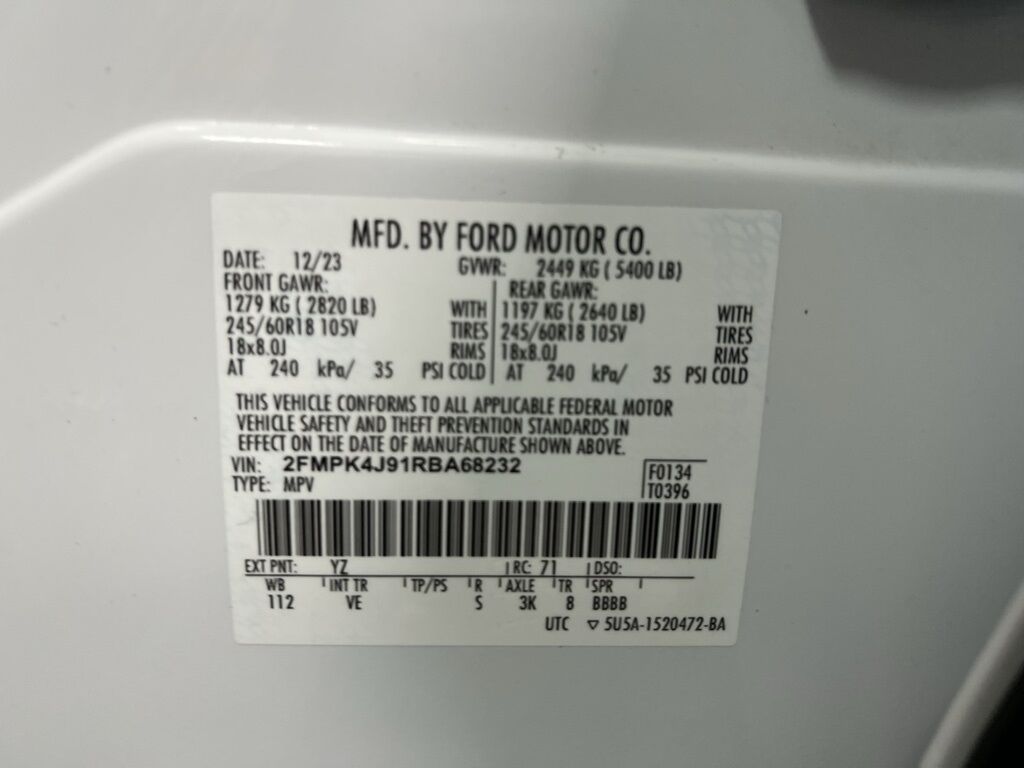 MFD. BY FORD MOTOR CO.
DATE: 12/23 GVWR: 2449 KG ( 5400 LB)
FRONT GAWR: REAR GAWR:
1279 KG ( 2820 LB) WITH 1197 KG ( 2640 LB) WITH
245/60R18 105V TIRES 245/60R18 105V TIRES
18x8.0J RIMS 18x8.0J RIMS
AT 240 kPa/ 35 PSI COLD AT 240 kPa/ 35 PSI COLD
THIS VEHICLE CONFORMS TO ALL APPLICABLE FEDERAL MOTOR
VEHICLE SAFETY AND THEFT PREVENTION STANDARDS IN
EFFECT ON THE DATE OF MANUFACTURE SHOWN ABOVE.
VIN: 2FMPK4J91RBA68232 F0134
TYPE: MPV T0396
EXT PNT: YZ RC: 71 DSO:
WB INT TR TP/PS R AXLE TR SPR
112 VE S 3K 8 BBBB
UTC ▽ 5U5A-1520472-BA